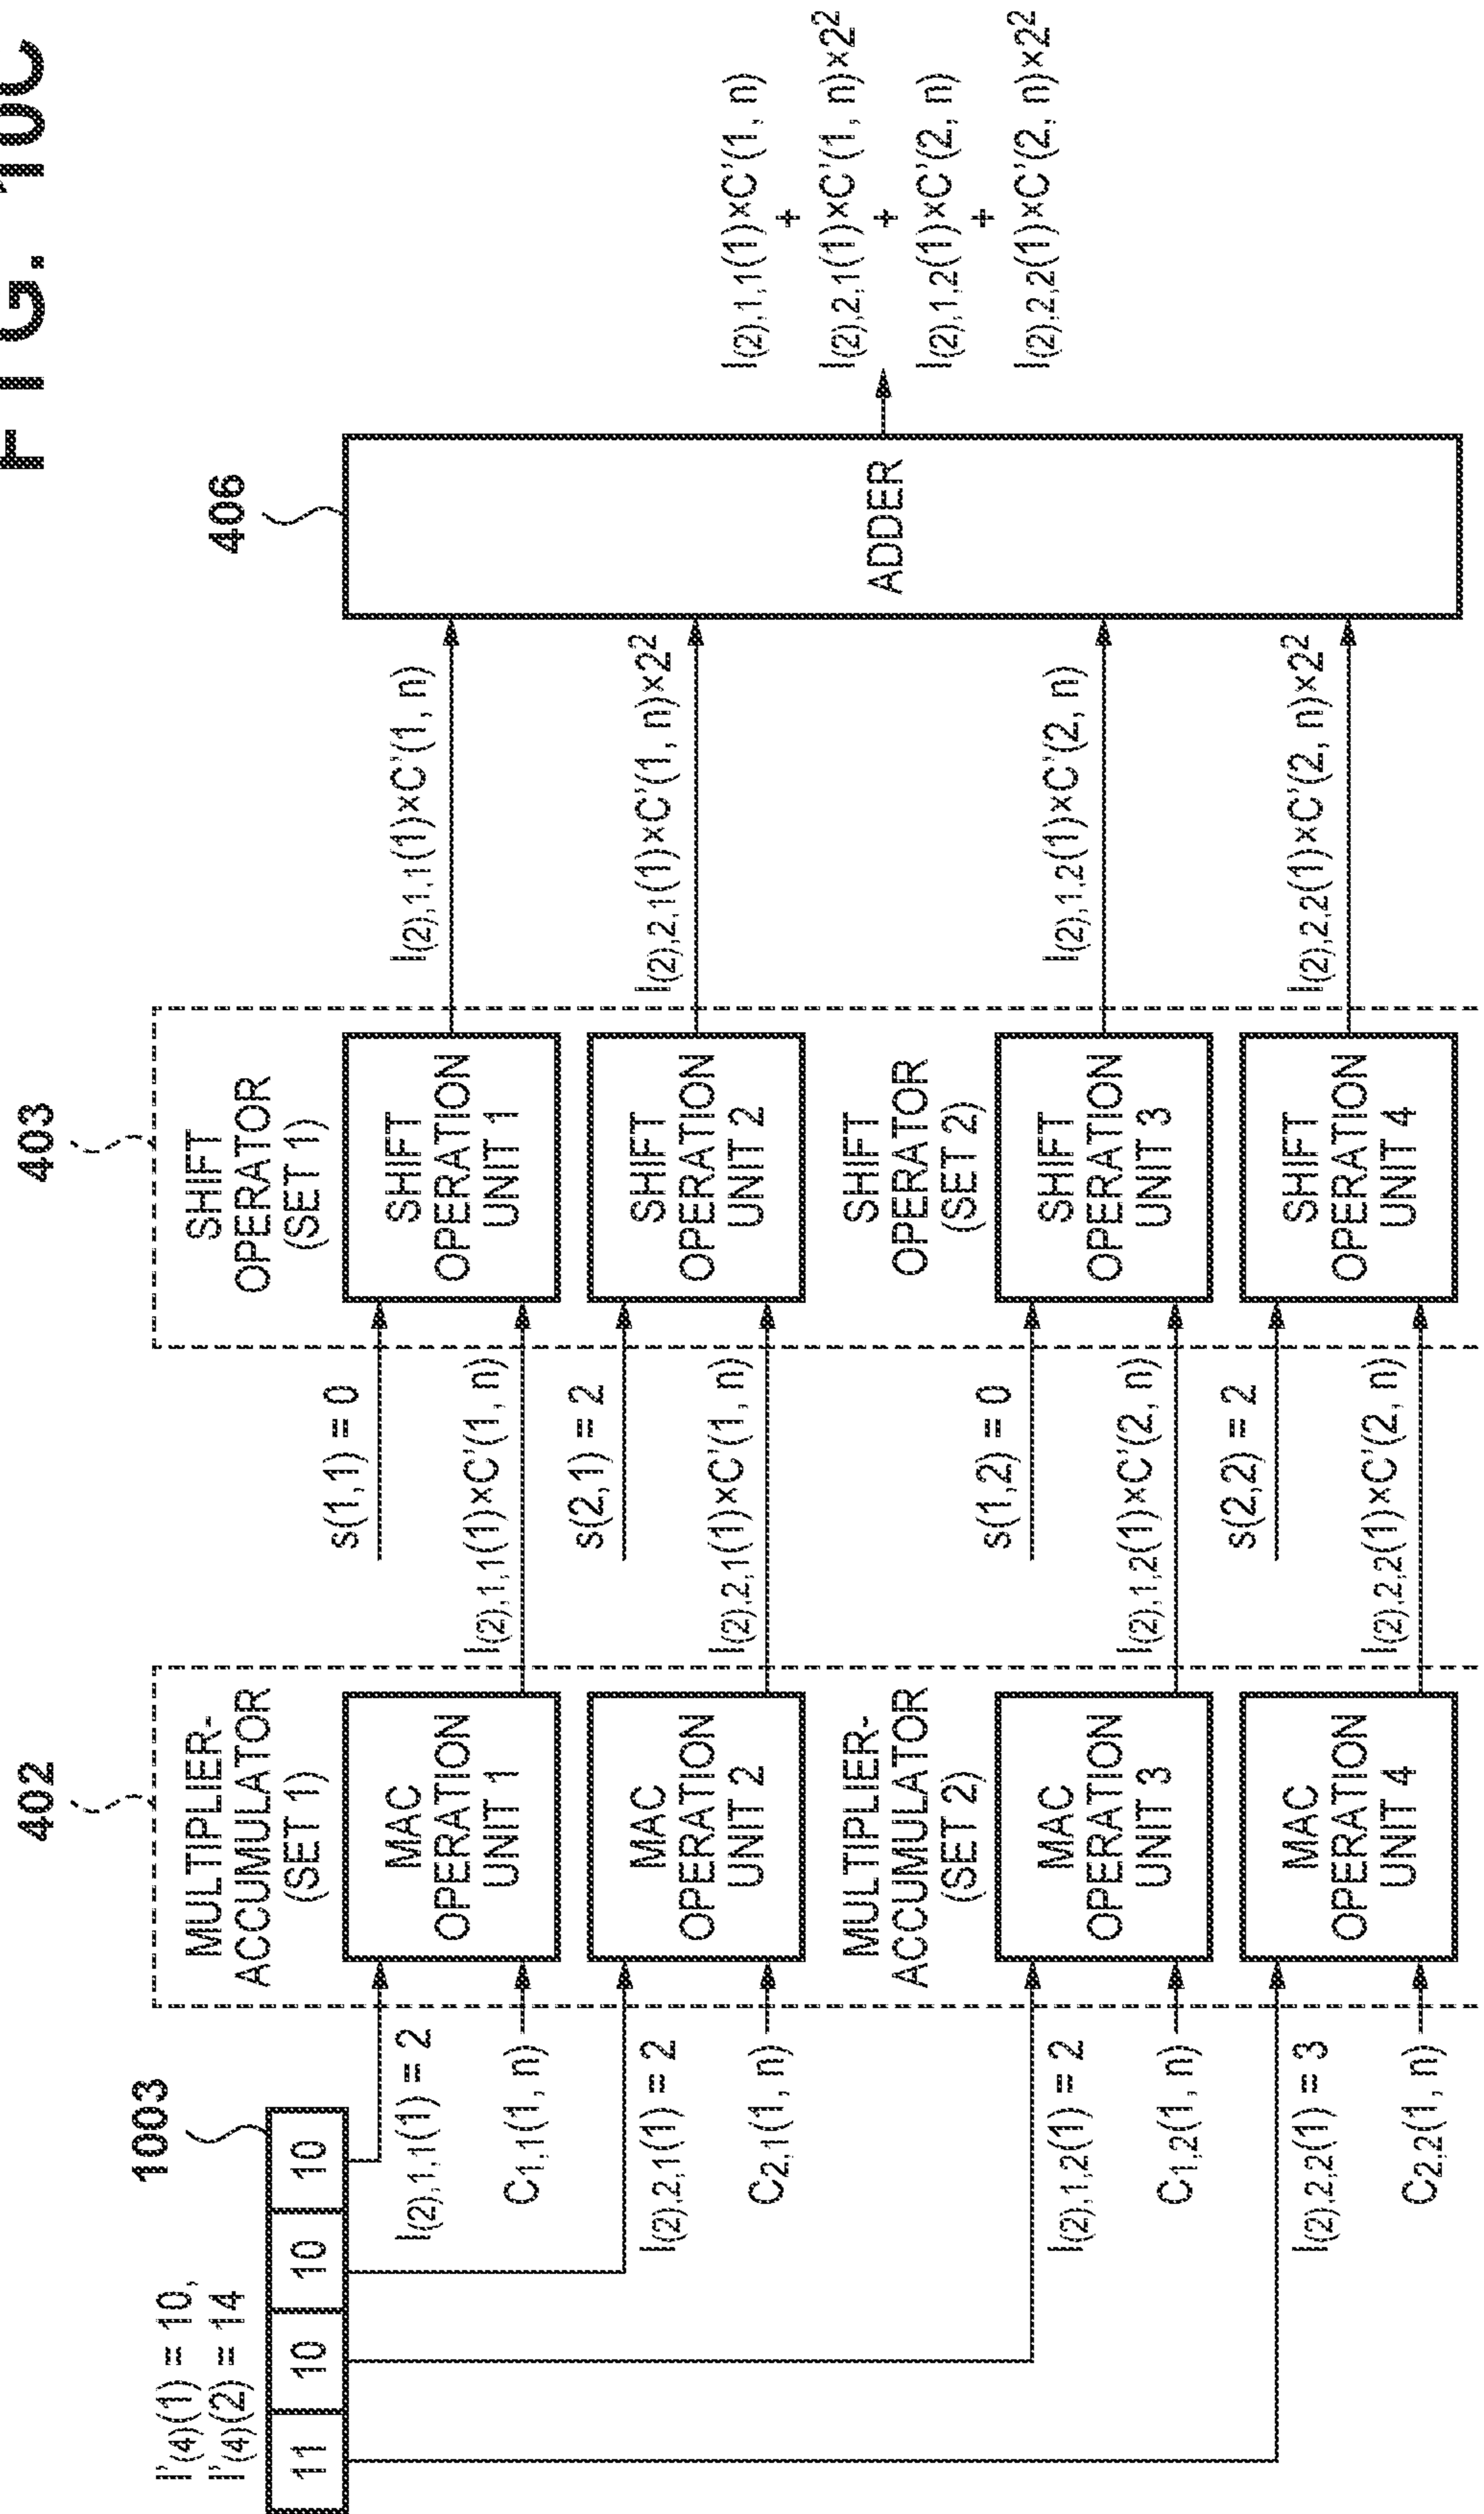 FIG. 10C
I'(4)(1) = 10,
I'(4)(2) = 14
1003
11 10 10 10
402
MULTIPLIER-
ACCUMULATOR
(SET 1)
I(2),1,1(1) = 2
C1,1(1, n)
MAC
OPERATION
UNIT 1
I(2),2,1(1) = 2
C2,1(1, n)
MAC
OPERATION
UNIT 2
MULTIPLIER-
ACCUMULATOR
(SET 2)
I(2),1,2(1) = 2
C1,2(1, n)
MAC
OPERATION
UNIT 3
I(2),2,2(1) = 3
C2,2(1, n)
MAC
OPERATION
UNIT 4
s(1,1) = 0
I(2),1,1(1)×C'(1, n)
s(2,1) = 2
I(2),2,1(1)×C'(1, n)
s(1,2) = 0
I(2),1,2(1)×C'(2, n)
s(2,2) = 2
I(2),2,2(1)×C'(2, n)
403
SHIFT
OPERATOR
(SET 1)
SHIFT
OPERATION
UNIT 1
SHIFT
OPERATION
UNIT 2
SHIFT
OPERATOR
(SET 2)
SHIFT
OPERATION
UNIT 3
SHIFT
OPERATION
UNIT 4
I(2),1,1(1)×C'(1, n)
I(2),2,1(1)×C'(1, n)×2²
I(2),1,2(1)×C'(2, n)
I(2),2,2(1)×C'(2, n)×2²
406
ADDER
I(2),1,1(1)×C'(1, n)
+
I(2),2,1(1)×C'(1, n)×2²
+
I(2),1,2(1)×C'(2, n)
+
I(2),2,2(1)×C'(2, n)×2²